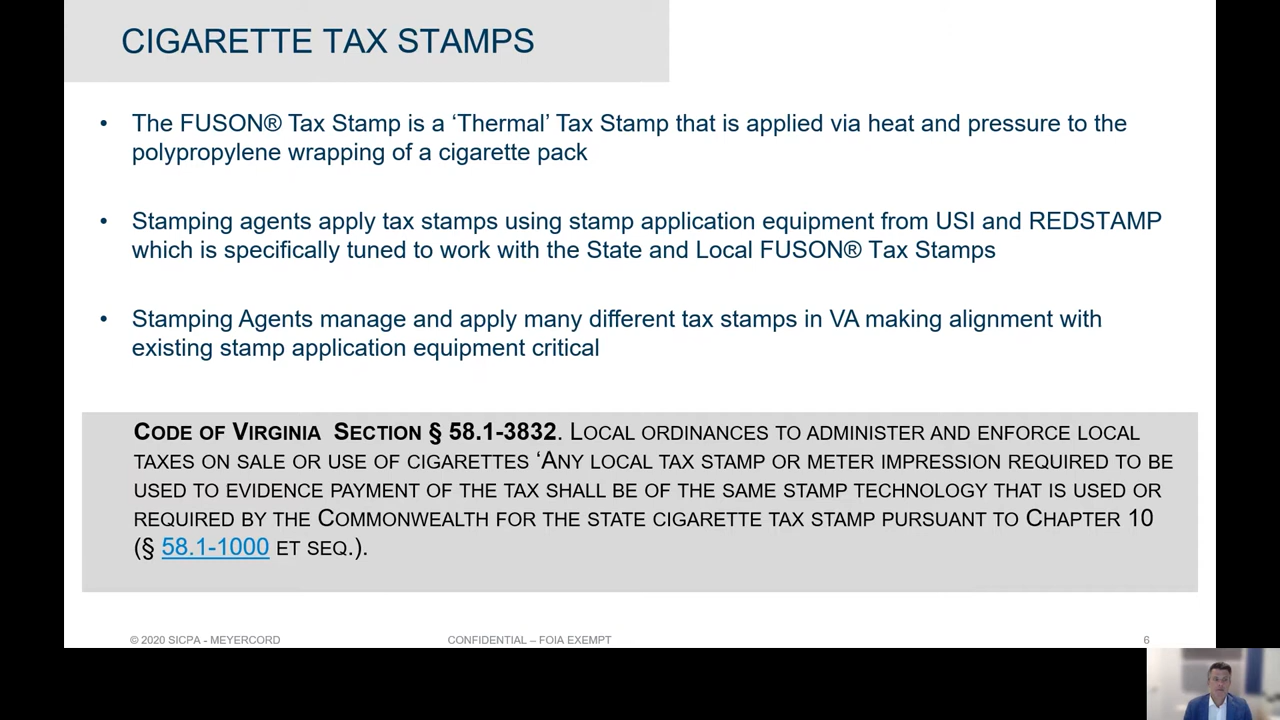 CIGARETTE TAX STAMPS
• The FUSON® Tax Stamp is a ‘Thermal’ Tax Stamp that is applied via heat and pressure to the
polypropylene wrapping of a cigarette pack
• Stamping agents apply tax stamps using stamp application equipment from USI and REDSTAMP
which is specifically tuned to work with the State and Local FUSON® Tax Stamps
• Stamping Agents manage and apply many different tax stamps in VA making alignment with
existing stamp application equipment critical
CODE OF VIRGINIA SECTION § 58.1-3832. LOCAL ORDINANCES TO ADMINISTER AND ENFORCE LOCAL
TAXES ON SALE OR USE OF CIGARETTES ‘ANY LOCAL TAX STAMP OR METER IMPRESSION REQUIRED TO BE
USED TO EVIDENCE PAYMENT OF THE TAX SHALL BE OF THE SAME STAMP TECHNOLOGY THAT IS USED OR
REQUIRED BY THE COMMONWEALTH FOR THE STATE CIGARETTE TAX STAMP PURSUANT TO CHAPTER 10
(§ 58.1-1000 ET SEQ.).
© 2020 SICPA - MEYERCORD CONFIDENTIAL – FOIA EXEMPT 6